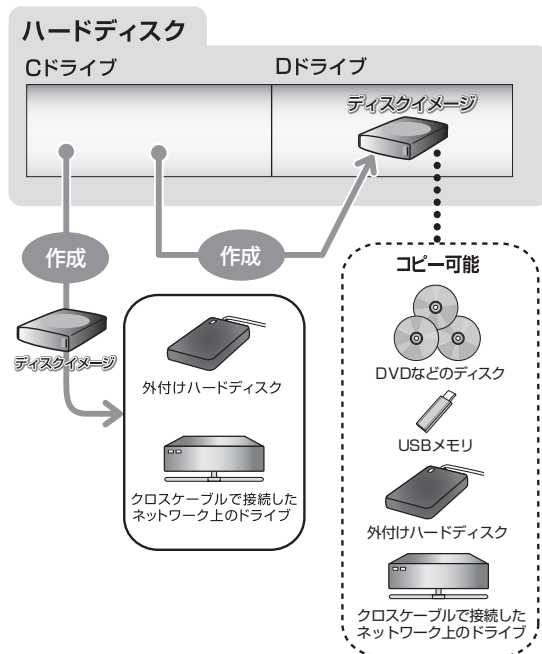 ハードディスク
Cドライブ
Dドライブ
ディスクイメージ
作成
作成
ディスクイメージ
外付けハードディスク
クロスケーブルで接続した
ネットワーク上のドライブ
コピー可能
DVDなどのディスク
USBメモリ
外付けハードディスク
クロスケーブルで接続した
ネットワーク上のドライブ